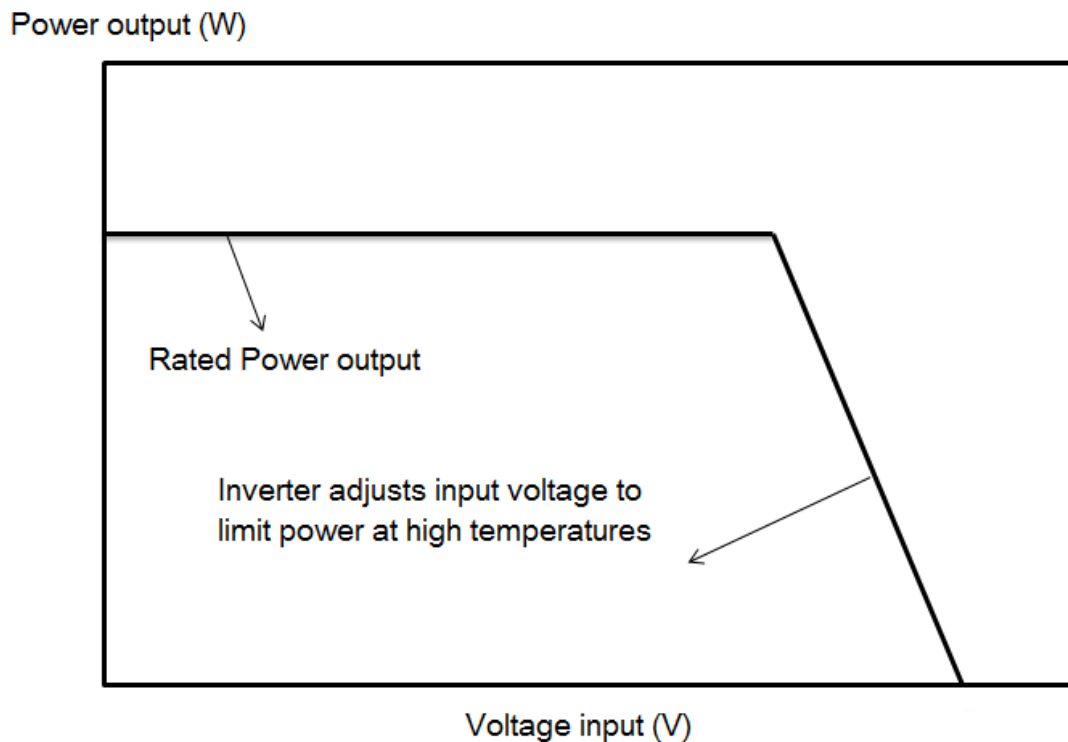 Power output (W)
Rated Power output
Inverter adjusts input voltage to
limit power at high temperatures
Voltage input (V)